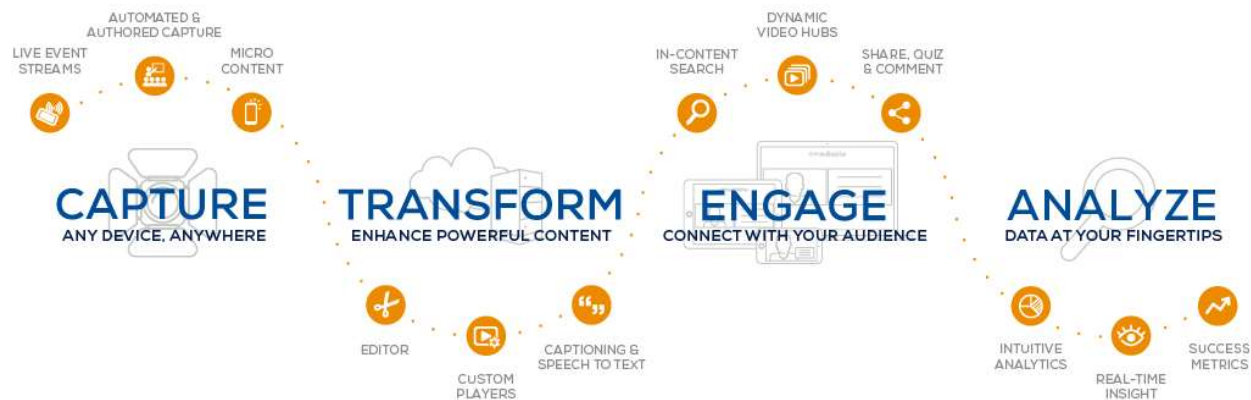 AUTOMATED &
AUTHORED CAPTURE
LIVE EVENT
STREAMS
MICRO
CONTENT
CAPTURE
ANY DEVICE, ANYWHERE
TRANSFORM
ENHANCE POWERFUL CONTENT
EDITOR
CUSTOM
PLAYERS
CAPTIONING &
SPEECH TO TEXT
DYNAMIC
VIDEO HUBS
IN-CONTENT
SEARCH
SHARE, QUIZ
& COMMENT
ENGAGE
CONNECT WITH YOUR AUDIENCE
ANALYZE
DATA AT YOUR FINGERTIPS
INTUITIVE
ANALYTICS
REAL-TIME
INSIGHT
SUCCESS
METRICS